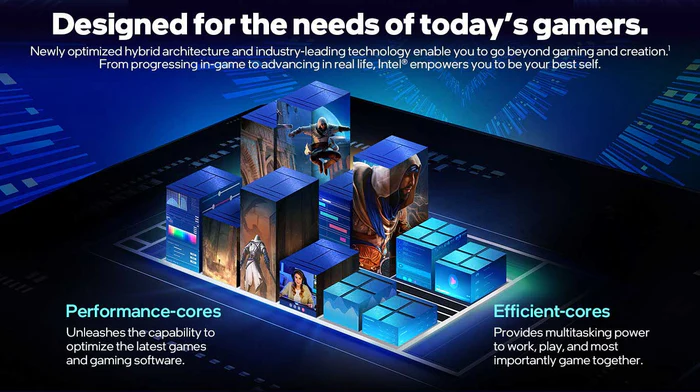 Designed for the needs of today's gamers.
Newly optimized hybrid architecture and industry-leading technology enable you to go beyond gaming and creation.¹
From progressing in-game to advancing in real life, Intel® empowers you to be your best self.
Performance-cores
Unleashes the capability to
optimize the latest games
and gaming software.
Efficient-cores
Provides multitasking power
to work, play, and most
importantly game together.